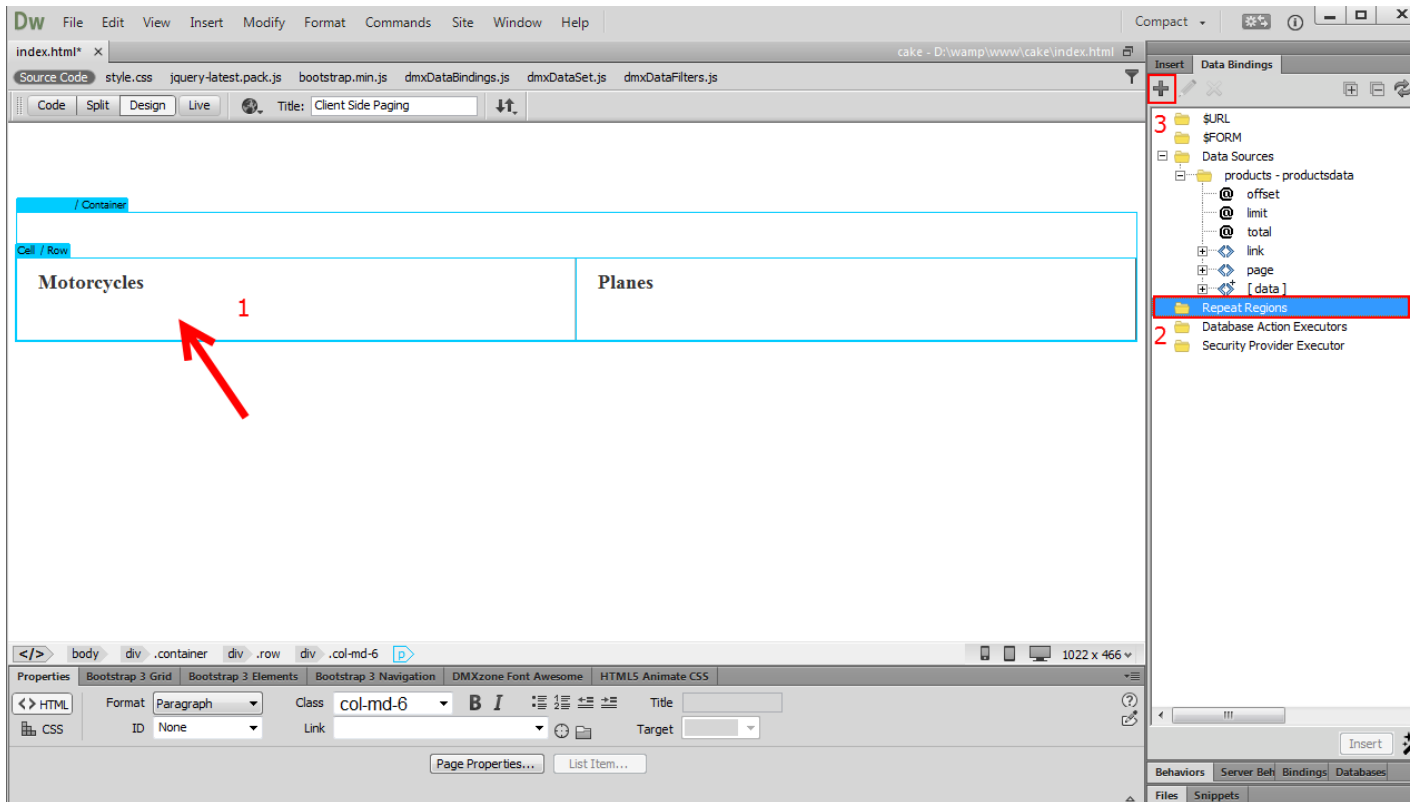 Dw File Edit View Insert Modify Format Commands Site Window Help Compact
index.html* × cake - D:\wamp\www\cake\index.html
Source Code style.css jquery-latest.pack.js bootstrap.min.js dmxDataBindings.js dmxDataSet.js dmxDataFilters.js
Code Split Design Live Title: Client Side Paging
/ Container
Cell / Row
Motorcycles
Planes
1
Insert Data Bindings
3
$URL
$FORM
Data Sources
products - productsdata
@ offset
@ limit
@ total
link
page
[ data ]
Repeat Regions
2
Database Action Executors
Security Provider Executor
</> body div .container div .row div .col-md-6 p 1022 x 466
Properties Bootstrap 3 Grid Bootstrap 3 Elements Bootstrap 3 Navigation DMXzone Font Awesome HTML5 Animate CSS
<> HTML Format Paragraph Class col-md-6 B I Title
CSS ID None Link Target
Page Properties... List Item...
Insert
Behaviors Server Beh Bindings Databases
Files Snippets